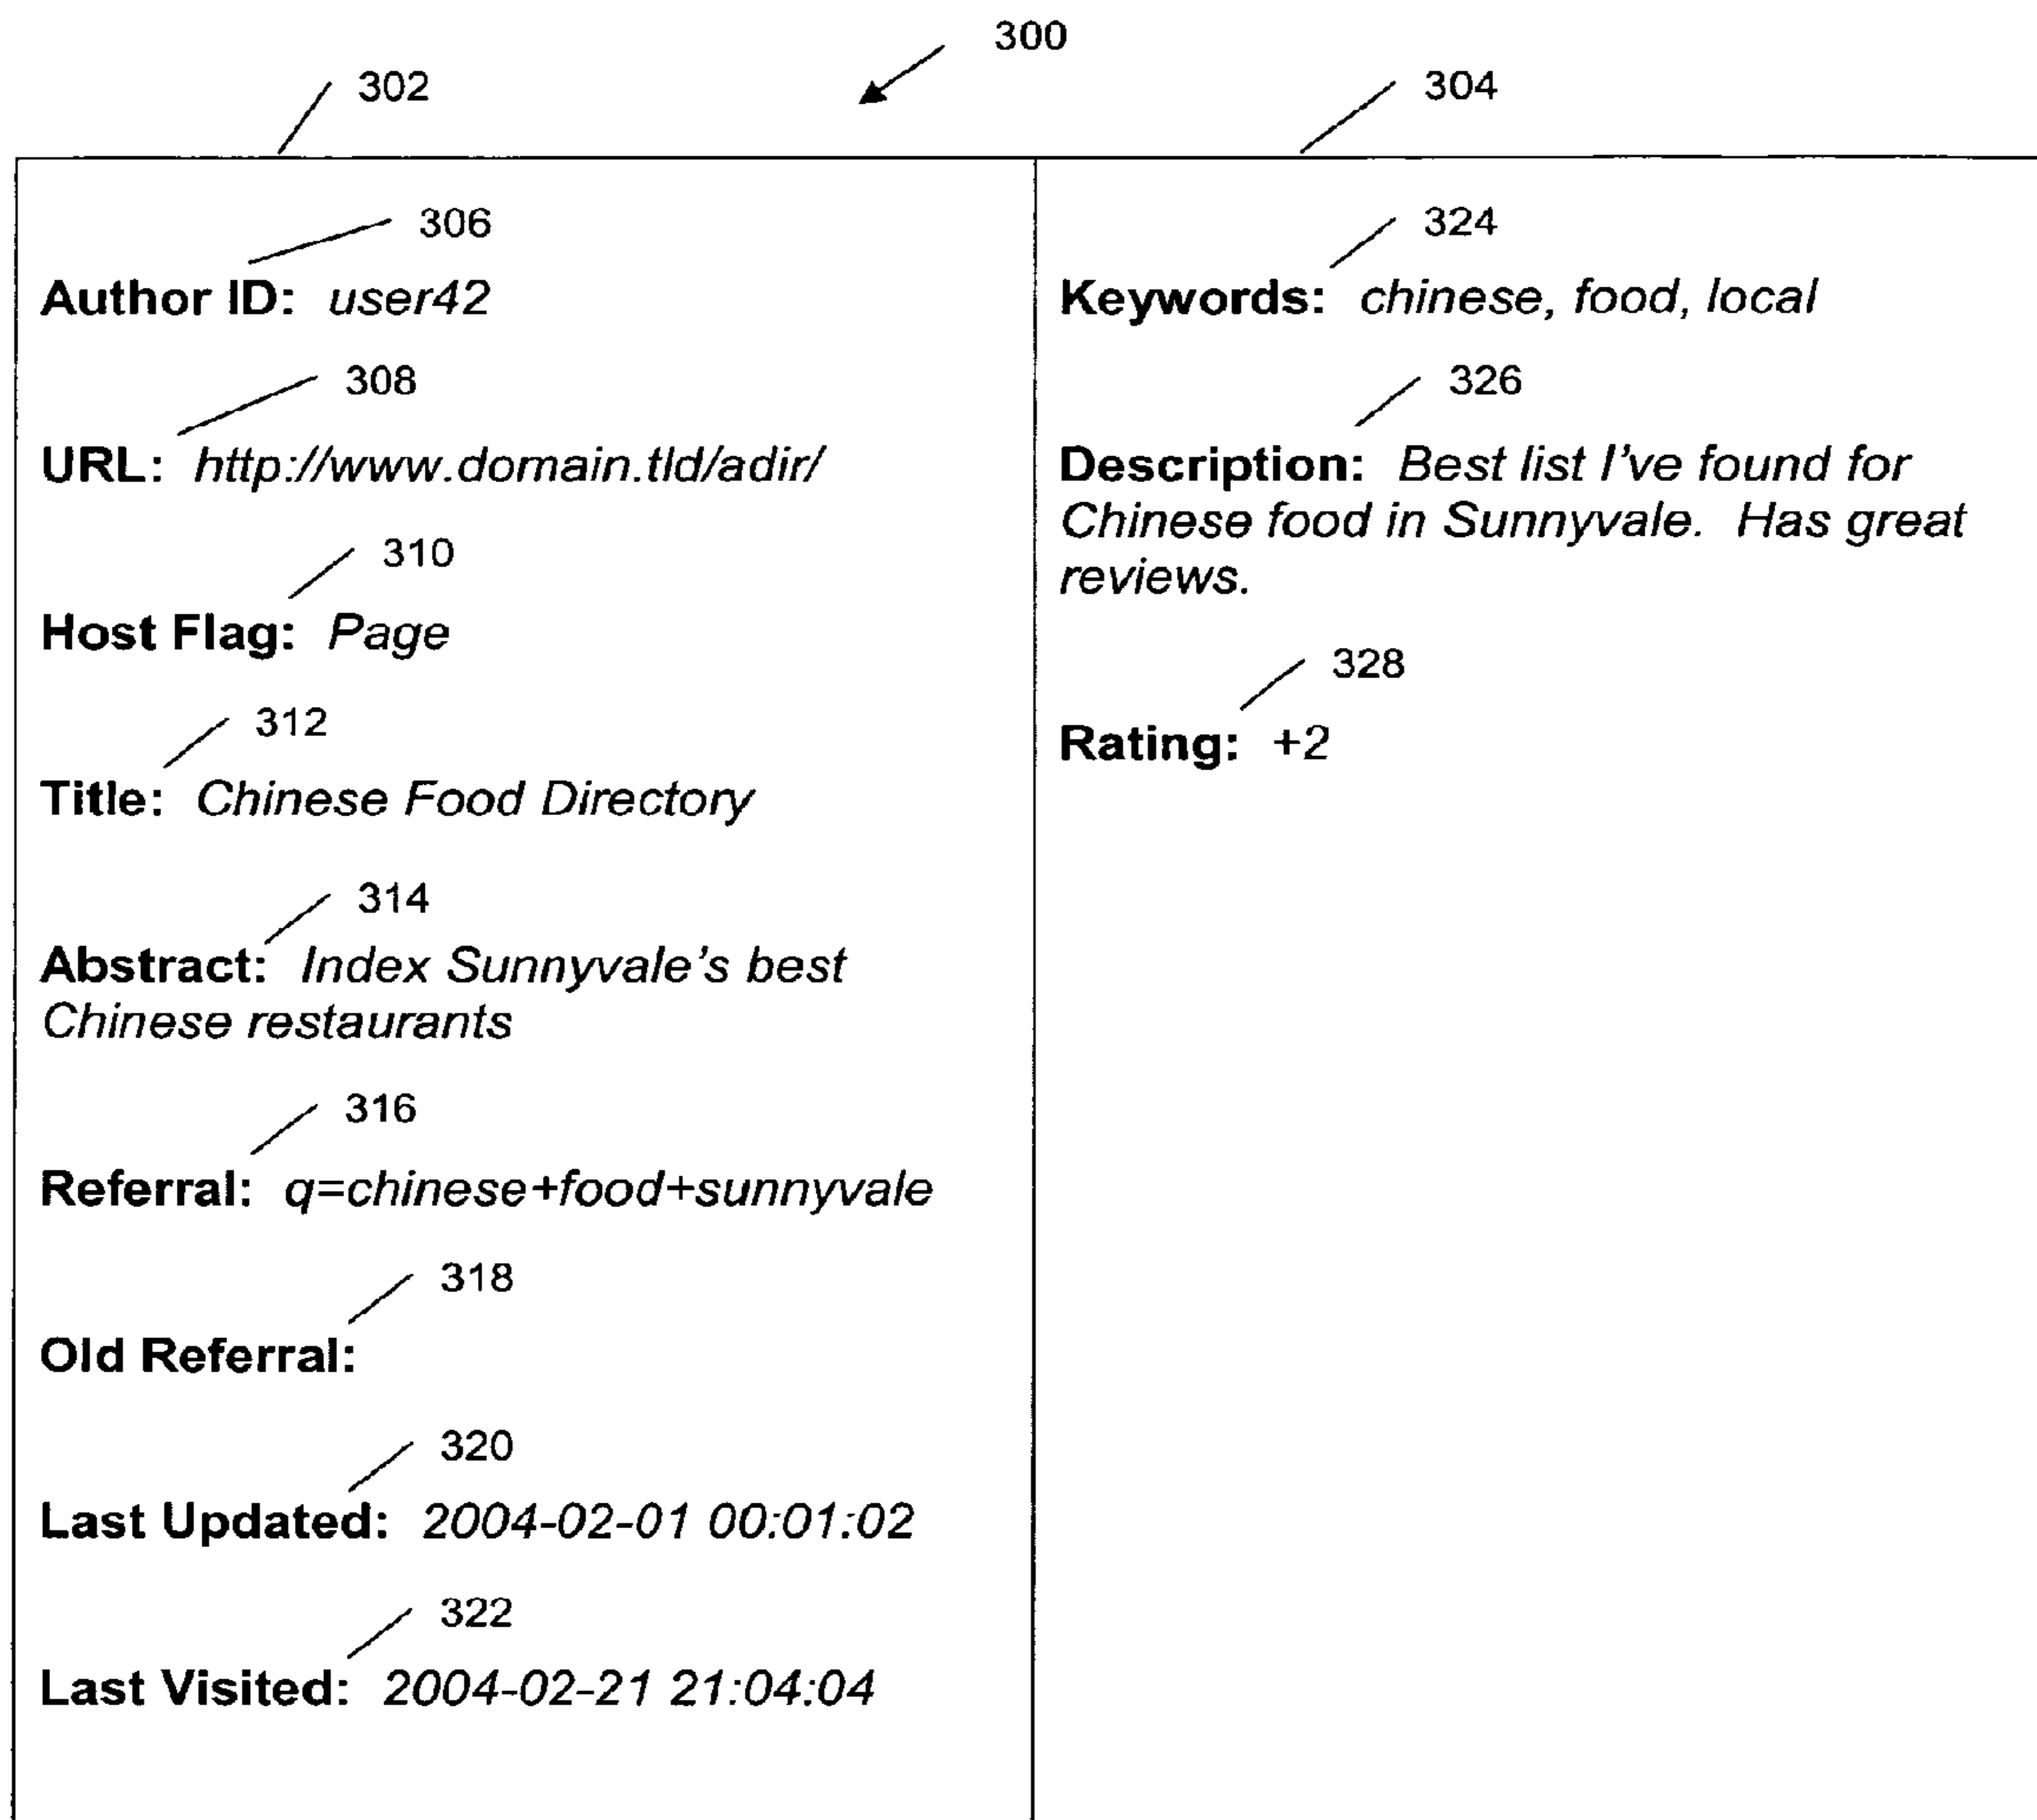 300
302
304
306
Author ID: user42
308
URL: http://www.domain.tld/adir/
310
Host Flag: Page
312
Title: Chinese Food Directory
314
Abstract: Index Sunnyvale's best
Chinese restaurants
316
Referral: q=chinese+food+sunnyvale
318
Old Referral:
320
Last Updated: 2004-02-01 00:01:02
322
Last Visited: 2004-02-21 21:04:04
324
Keywords: chinese, food, local
326
Description: Best list I've found for
Chinese food in Sunnyvale. Has great
reviews.
328
Rating: +2